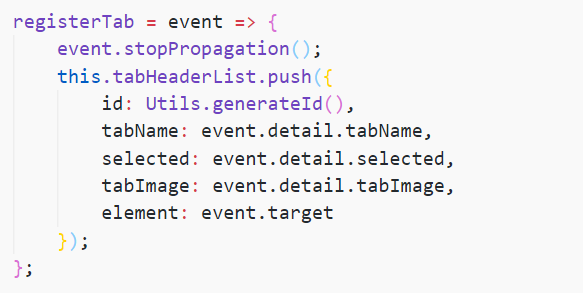 registerTab = event => {
    event.stopPropagation();
    this.tabHeaderList.push({
        id: Utils.generateId(),
        tabName: event.detail.tabName,
        selected: event.detail.selected,
        tabImage: event.detail.tabImage,
        element: event.target
    });
};